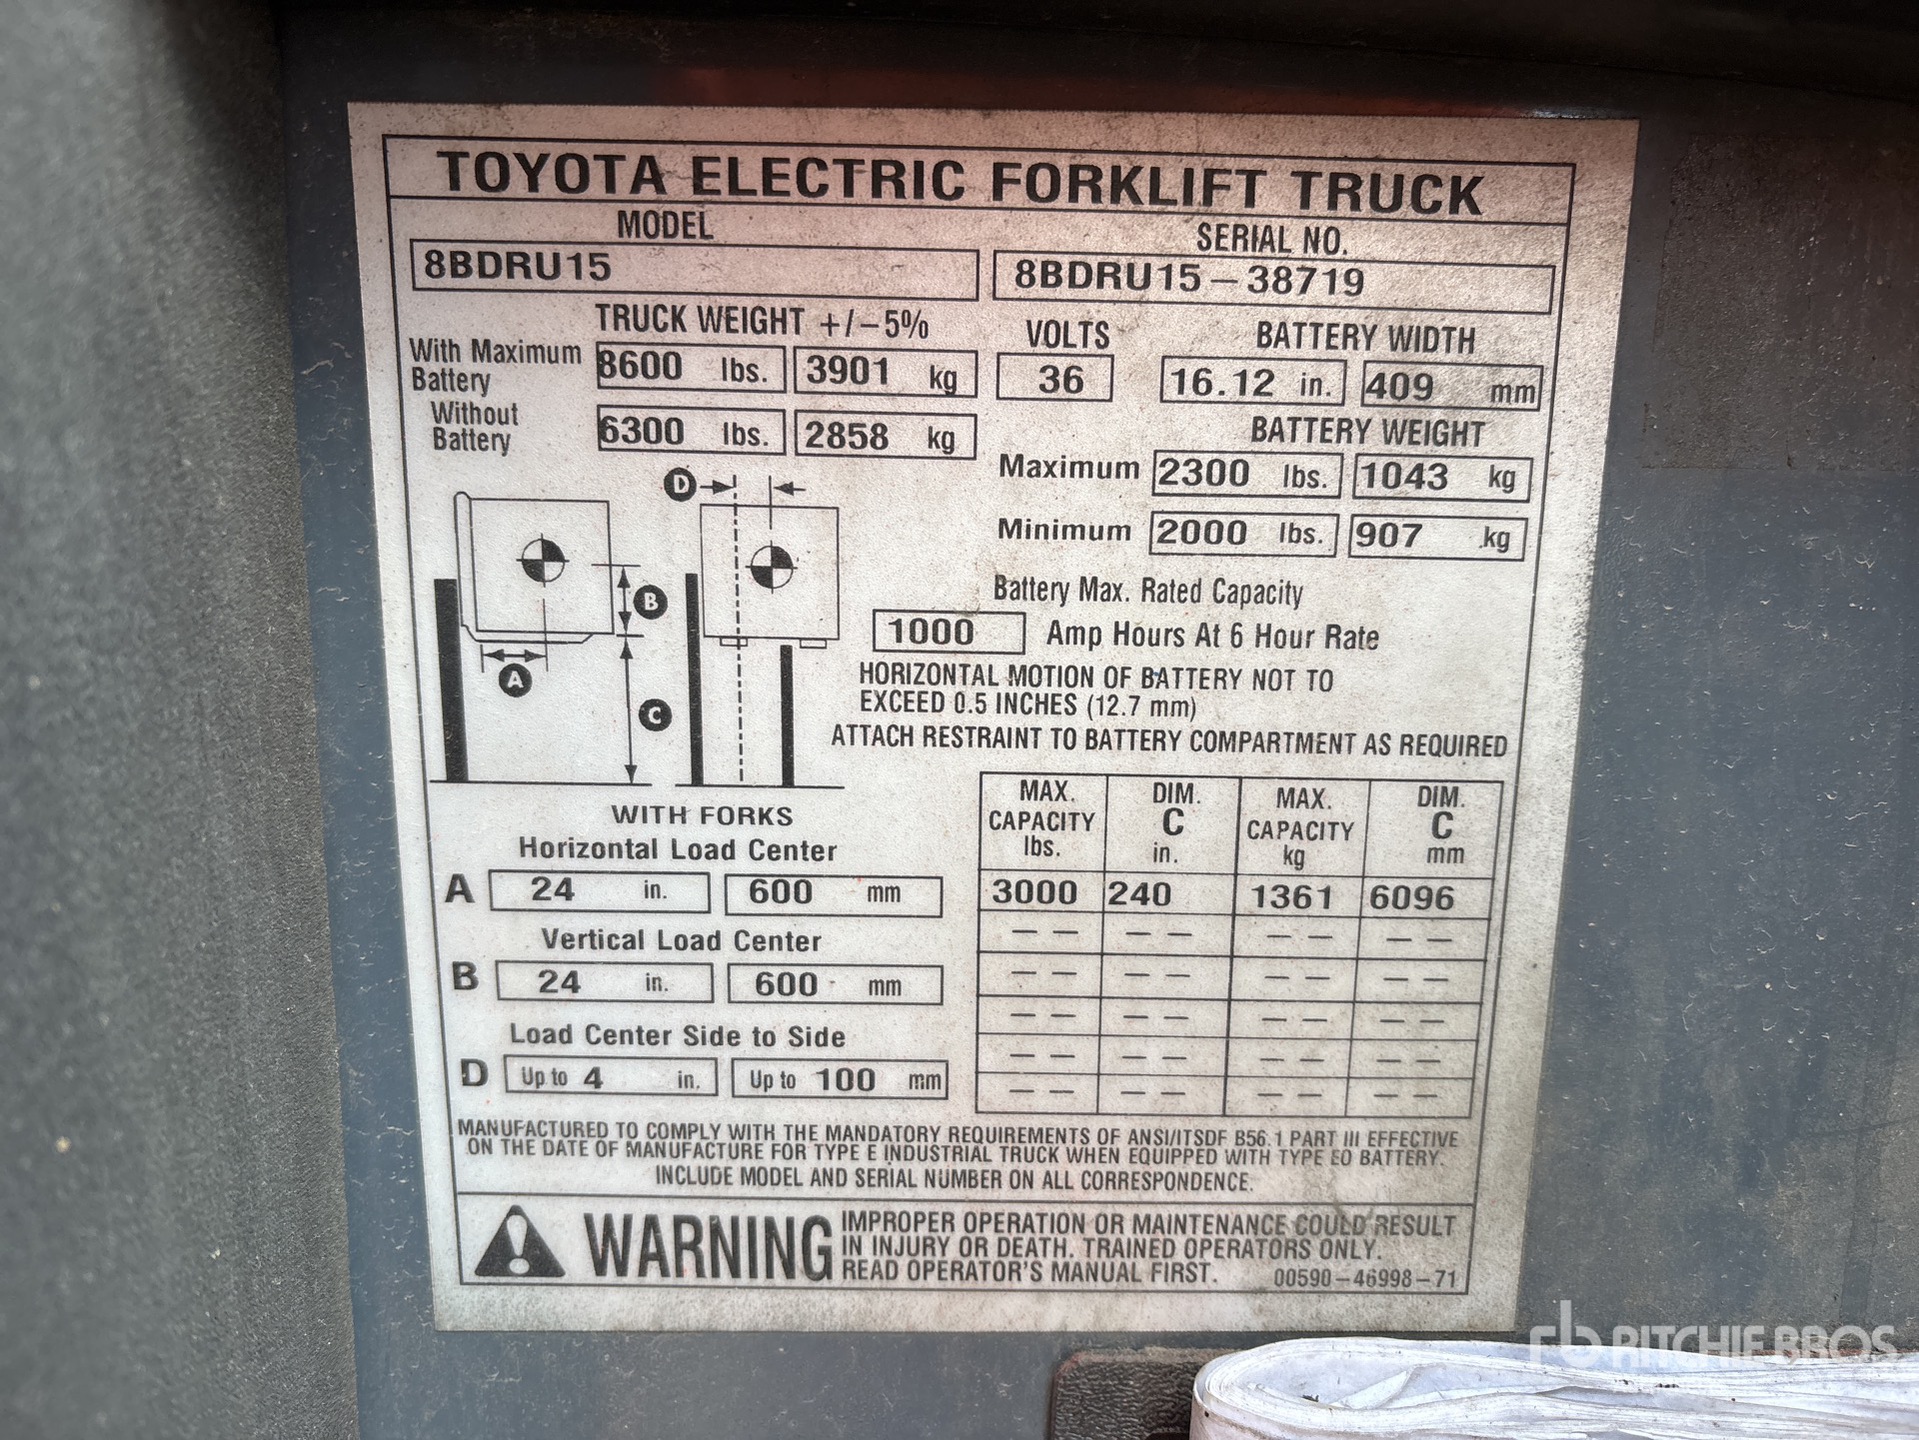 TOYOTA ELECTRIC FORKLIFT TRUCK
MODEL
8BDRU15
SERIAL NO.
8BDRU15-38719
TRUCK WEIGHT +/-5%
With Maximum
Battery
8600 lbs. 3901 kg
Without
Battery
6300 lbs. 2858 kg
VOLTS
36
BATTERY WIDTH
16.12 in. 409 mm
BATTERY WEIGHT
Maximum 2300 lbs. 1043 kg
Minimum 2000 lbs. 907 kg
D
B
A
C
Battery Max. Rated Capacity
1000 Amp Hours At 6 Hour Rate
HORIZONTAL MOTION OF BATTERY NOT TO
EXCEED 0.5 INCHES (12.7 mm)
ATTACH RESTRAINT TO BATTERY COMPARTMENT AS REQUIRED
WITH FORKS
Horizontal Load Center
A 24 in. 600 mm
Vertical Load Center
B 24 in. 600 mm
Load Center Side to Side
D Up to 4 in. Up to 100 mm
MAX. CAPACITY lbs. DIM. C in. MAX. CAPACITY kg DIM. C mm
3000 240 1361 6096
-- -- -- --
-- -- -- --
-- -- -- --
-- -- -- --
-- -- -- --
MANUFACTURED TO COMPLY WITH THE MANDATORY REQUIREMENTS OF ANSI/ITSDF B56.1 PART III EFFECTIVE
ON THE DATE OF MANUFACTURE FOR TYPE E INDUSTRIAL TRUCK WHEN EQUIPPED WITH TYPE EO BATTERY.
INCLUDE MODEL AND SERIAL NUMBER ON ALL CORRESPONDENCE.
WARNING
IMPROPER OPERATION OR MAINTENANCE COULD RESULT
IN INJURY OR DEATH. TRAINED OPERATORS ONLY.
READ OPERATOR'S MANUAL FIRST. 00590-46998-71
rb RITCHIE BROS